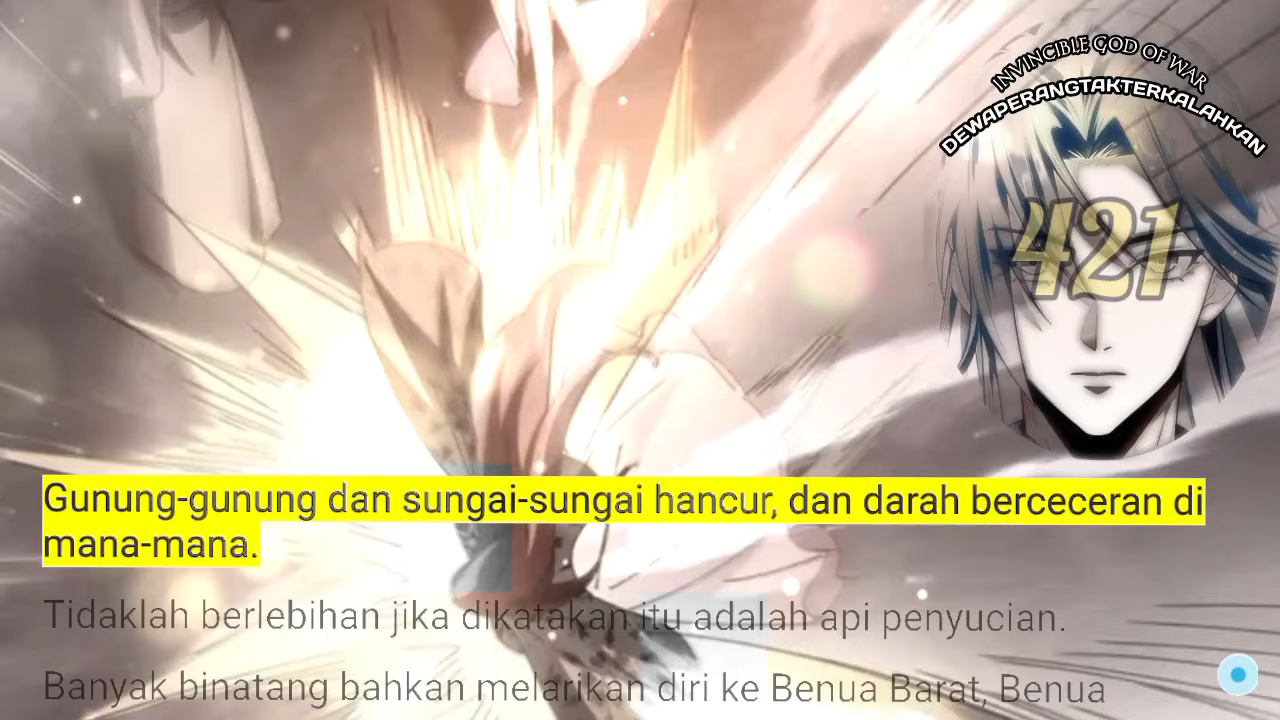 INVINCIBLE GOD OF WAR
DEWAPERANGTAKTERKALAHKAN
421
Gunung-gunung dan sungai-sungai hancur, dan darah berceceran di
mana-mana.
Tidaklah berlebihan jika dikatakan itu adalah api penyucian.
Banyak binatang bahkan melarikan diri ke Benua Barat, Benua